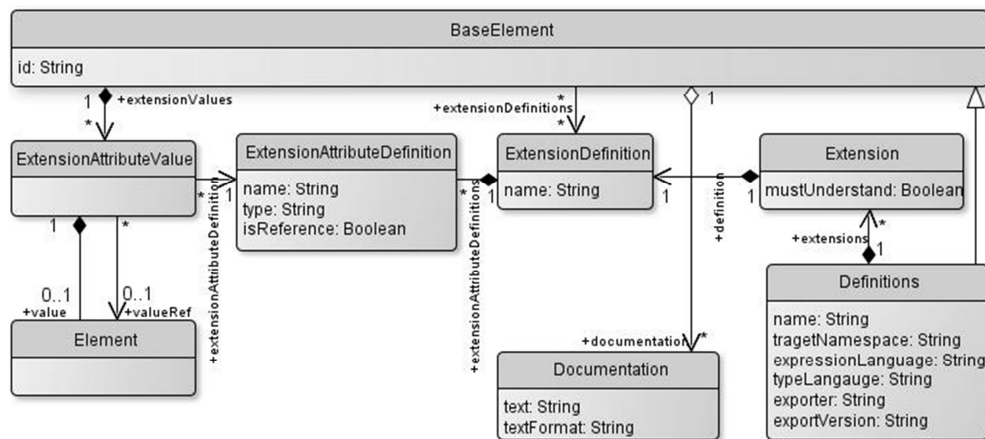 BaseElement
id: String
1
+extensionValues
*
*
+extensionDefinitions
*
1
ExtensionAttributeValue
ExtensionAttributeDefinition
name: String
type: String
isReference: Boolean
ExtensionDefinition
name: String
Extension
mustUnderstand: Boolean
*
1
+extensionAttributeDefinition
*
1
+extensionAttributeDefinitions
1
1
+definition
*
+extensions
1
1
*
0..1
+value
0..1
+valueRef
Element
Definitions
name: String
tragetNamespace: String
expressionLanguage: String
typeLangauge: String
exporter: String
exportVersion: String
+documentation
*
Documentation
text: String
textFormat: String